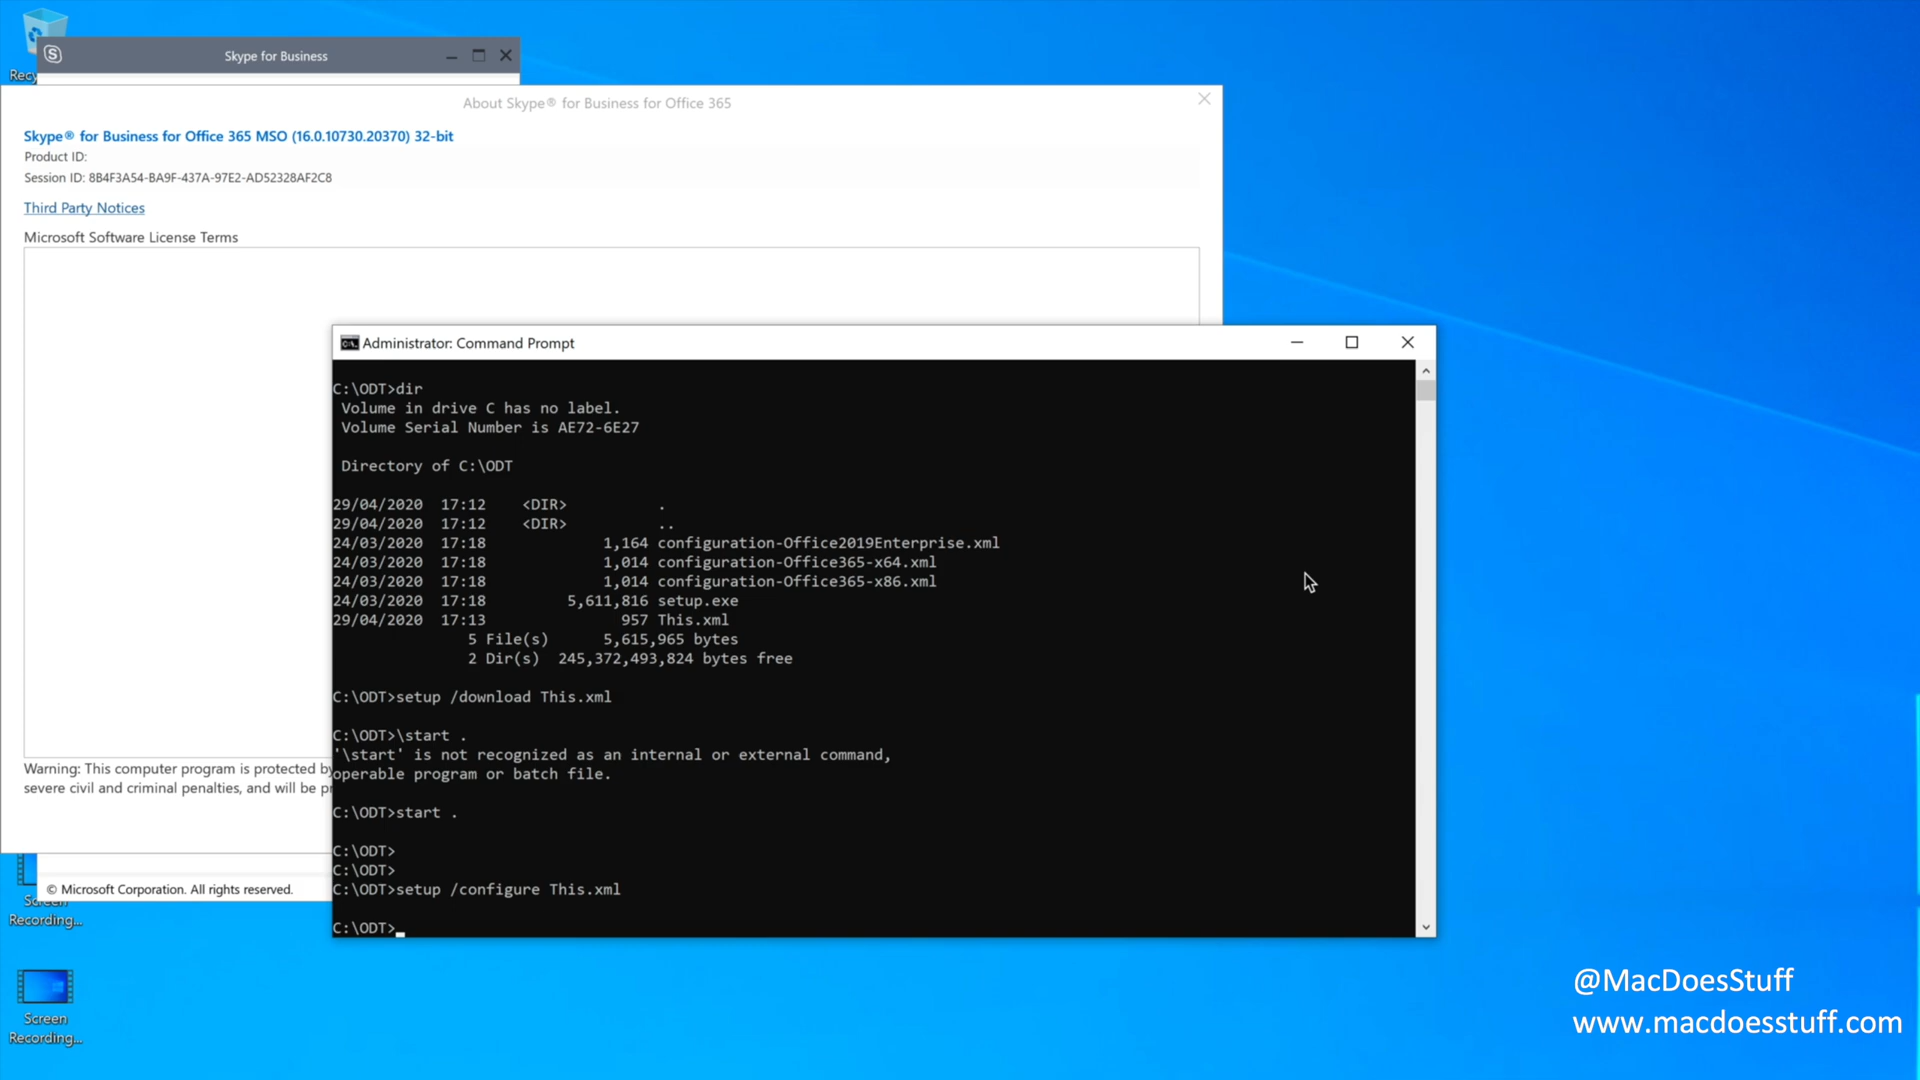 Recy
Skype for Business
About Skype® for Business for Office 365
Skype® for Business for Office 365 MSO (16.0.10730.20370) 32-bit
Product ID:
Session ID: 8B4F3A54-BA9F-437A-97E2-AD52328AF2C8
Third Party Notices
Microsoft Software License Terms
Administrator: Command Prompt
C:\ODT>dir
Volume in drive C has no label.
Volume Serial Number is AE72-6E27
Directory of C:\ODT
29/04/2020 17:12 <DIR> .
29/04/2020 17:12 <DIR> ..
24/03/2020 17:18 1,164 configuration-Office2019Enterprise.xml
24/03/2020 17:18 1,014 configuration-Office365-x64.xml
24/03/2020 17:18 1,014 configuration-Office365-x86.xml
24/03/2020 17:18 5,611,816 setup.exe
29/04/2020 17:13 957 This.xml
5 File(s) 5,615,965 bytes
2 Dir(s) 245,372,493,824 bytes free
C:\ODT>setup /download This.xml
C:\ODT>\start .
'\start' is not recognized as an internal or external command,
operable program or batch file.
C:\ODT>start .
C:\ODT>
C:\ODT>
C:\ODT>setup /configure This.xml
C:\ODT>
Warning: This computer program is protected by
severe civil and criminal penalties, and will be pr
© Microsoft Corporation. All rights reserved.
Screen
Recording...
Screen
Recording...
@MacDoesStuff
www.macdoesstuff.com